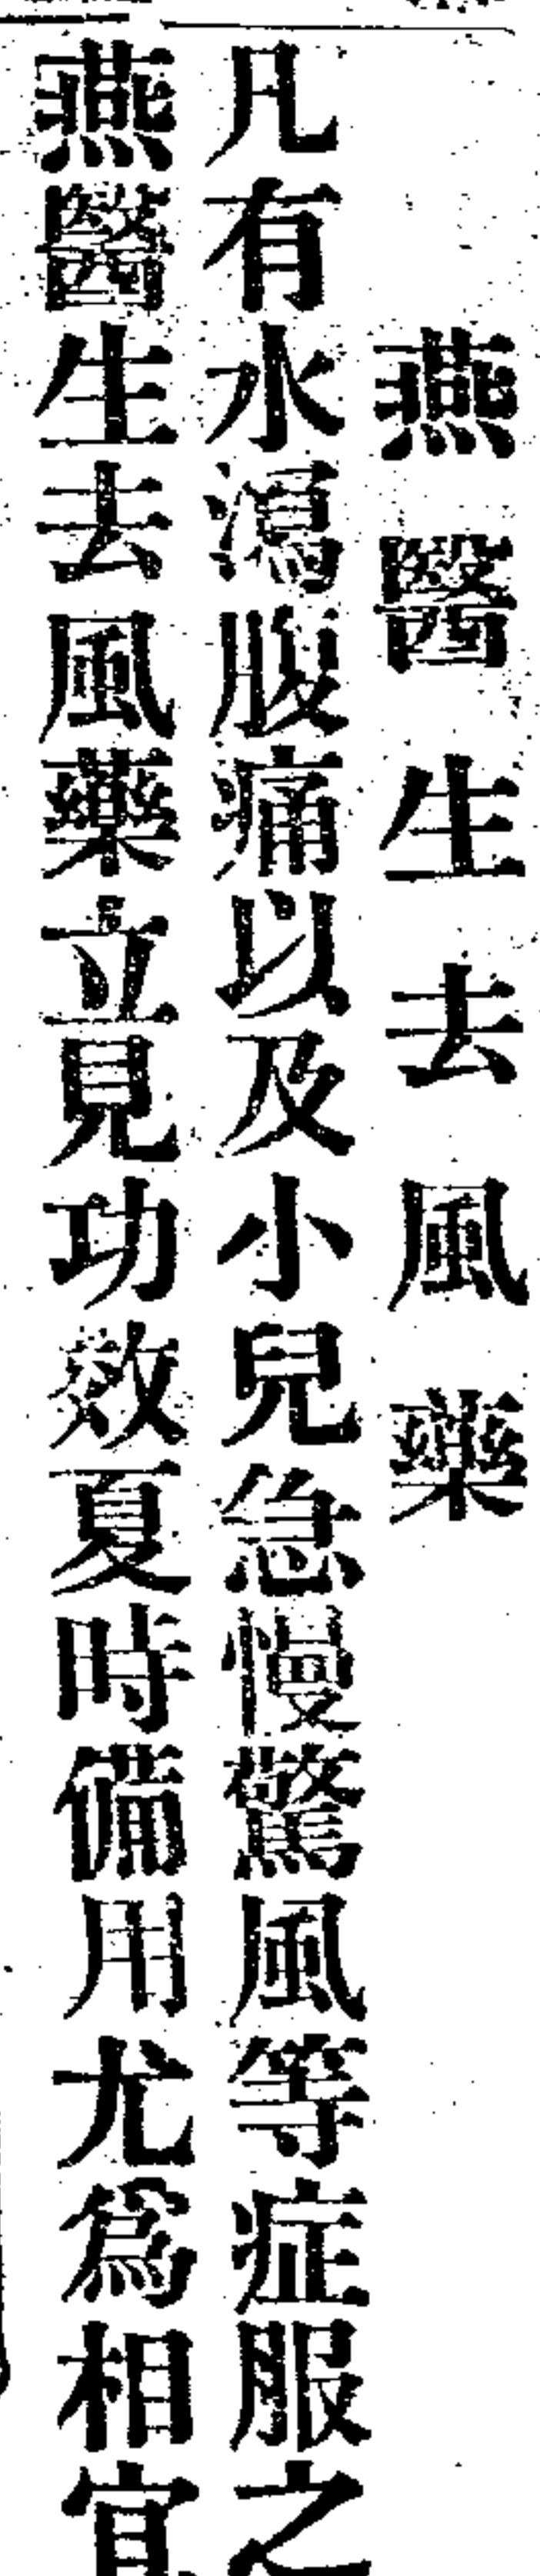 燕醫生去風藥
凡有水瀉腹痛以及小兒急慢驚風等症服之
燕醫生去風藥立見功效夏時備用尤爲相宜